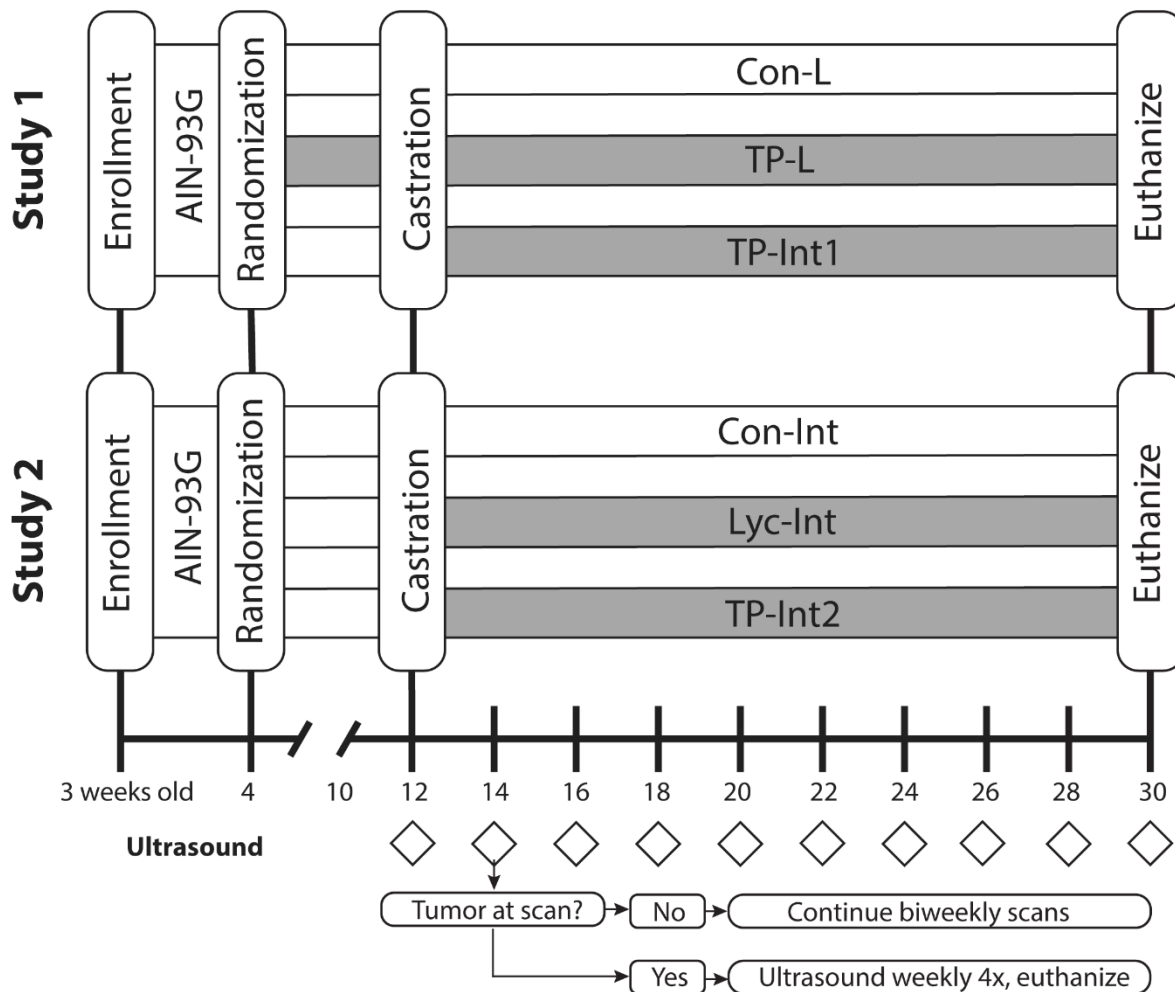 Study 1
Enrollment
AIN-93G
Randomization
Castration
Con-L
TP-L
TP-Int1
Euthanize
Study 2
Enrollment
AIN-93G
Randomization
Castration
Con-Int
Lyc-Int
TP-Int2
Euthanize
3 weeks old 4 10 12 14 16 18 20 22 24 26 28 30
Ultrasound
Tumor at scan? No Continue biweekly scans
Yes Ultrasound weekly 4x, euthanize